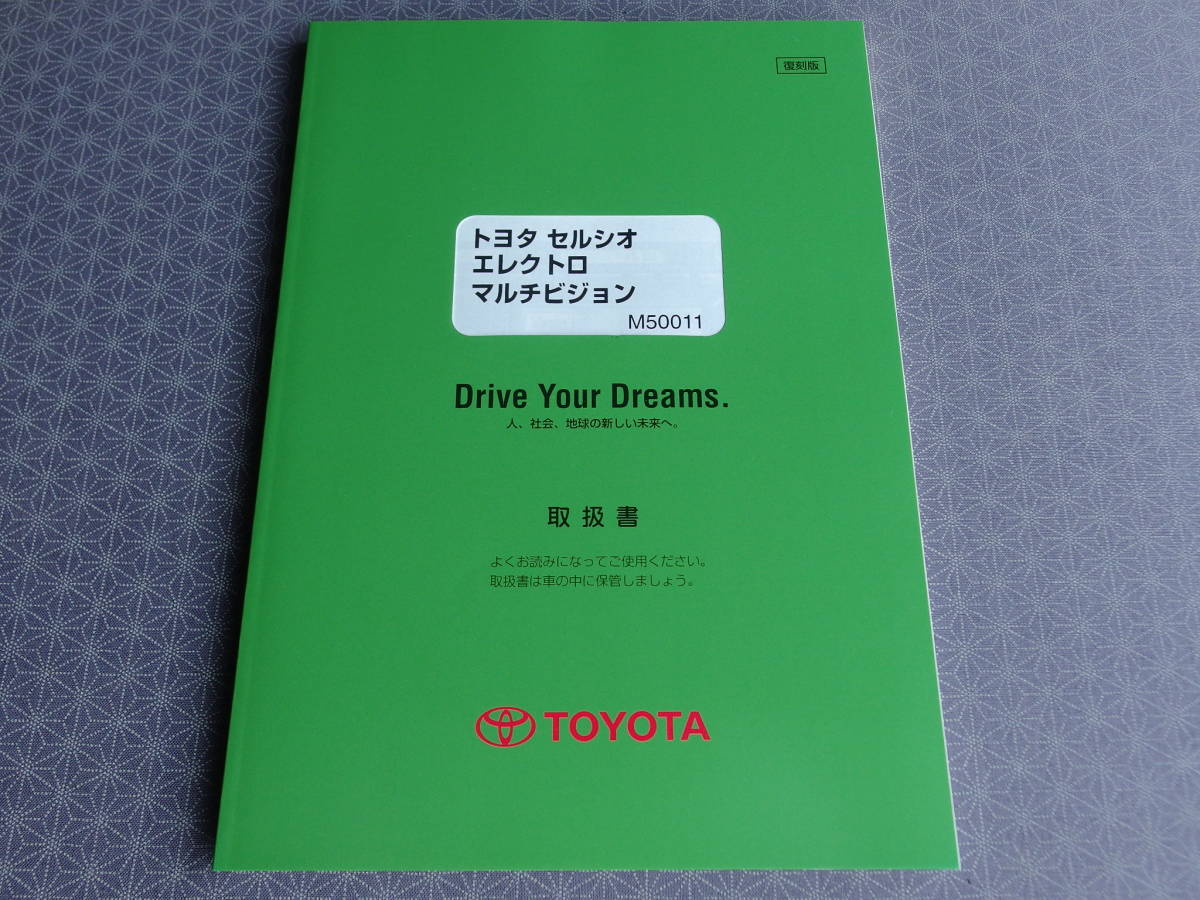 復刻版
トヨタ セルシオ
エレクトロ
マルチビジョン
M50011
Drive Your Dreams.
人、社会、地球の新しい未来へ。
取扱書
よくお読みになってご使用ください。
取扱書は車の中に保管しましょう。
TOYOTA